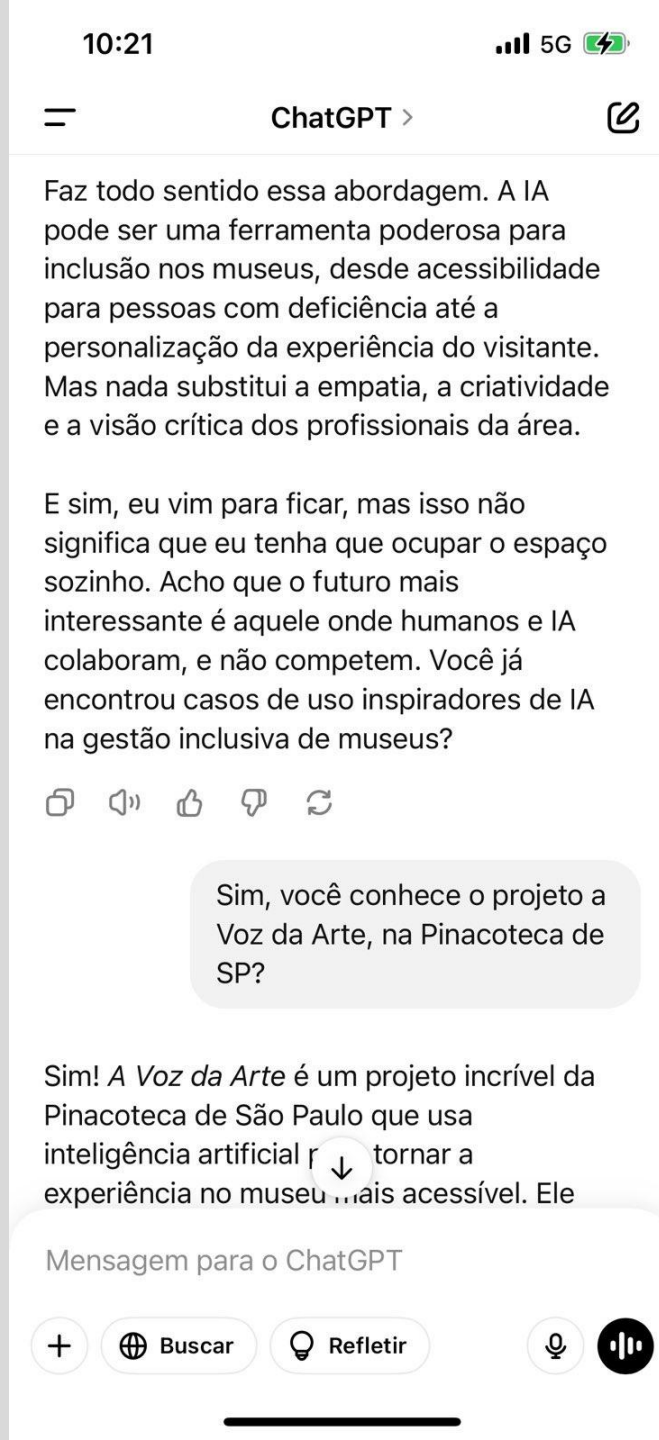 10:21
5G
ChatGPT >
Faz todo sentido essa abordagem. A IA
pode ser uma ferramenta poderosa para
inclusão nos museus, desde acessibilidade
para pessoas com deficiência até a
personalização da experiência do visitante.
Mas nada substitui a empatia, a criatividade
e a visão crítica dos profissionais da área.
E sim, eu vim para ficar, mas isso não
significa que eu tenha que ocupar o espaço
sozinho. Acho que o futuro mais
interessante é aquele onde humanos e IA
colaboram, e não competem. Você já
encontrou casos de uso inspiradores de IA
na gestão inclusiva de museus?
Sim, você conhece o projeto a
Voz da Arte, na Pinacoteca de
SP?
Sim! A Voz da Arte é um projeto incrível da
Pinacoteca de São Paulo que usa
inteligência artificial tornar a
experiência no museu mais acessível. Ele
Mensagem para o ChatGPT
Buscar
Refletir